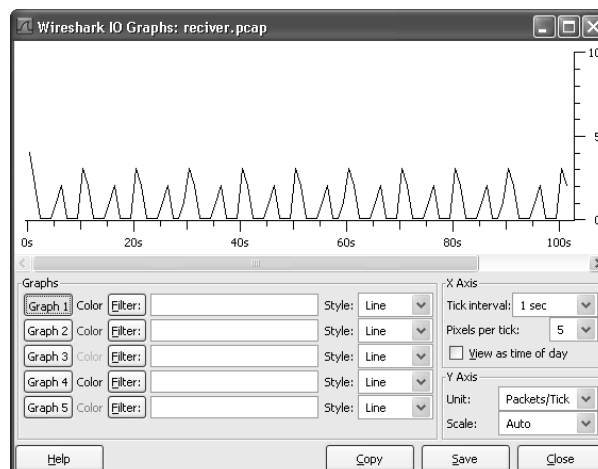 Wireshark IO Graphs: reciver.pcap
10
5
0
0s 20s 40s 60s 80s 100s
Graphs
Graph 1 Color Filter: Style: Line
Graph 2 Color Filter: Style: Line
Graph 3 Color Filter: Style: Line
Graph 4 Color Filter: Style: Line
Graph 5 Color Filter: Style: Line
X Axis
Tick interval: 1 sec
Pixels per tick: 5
View as time of day
Y Axis
Unit: Packets/Tick
Scale: Auto
Help Copy Save Close